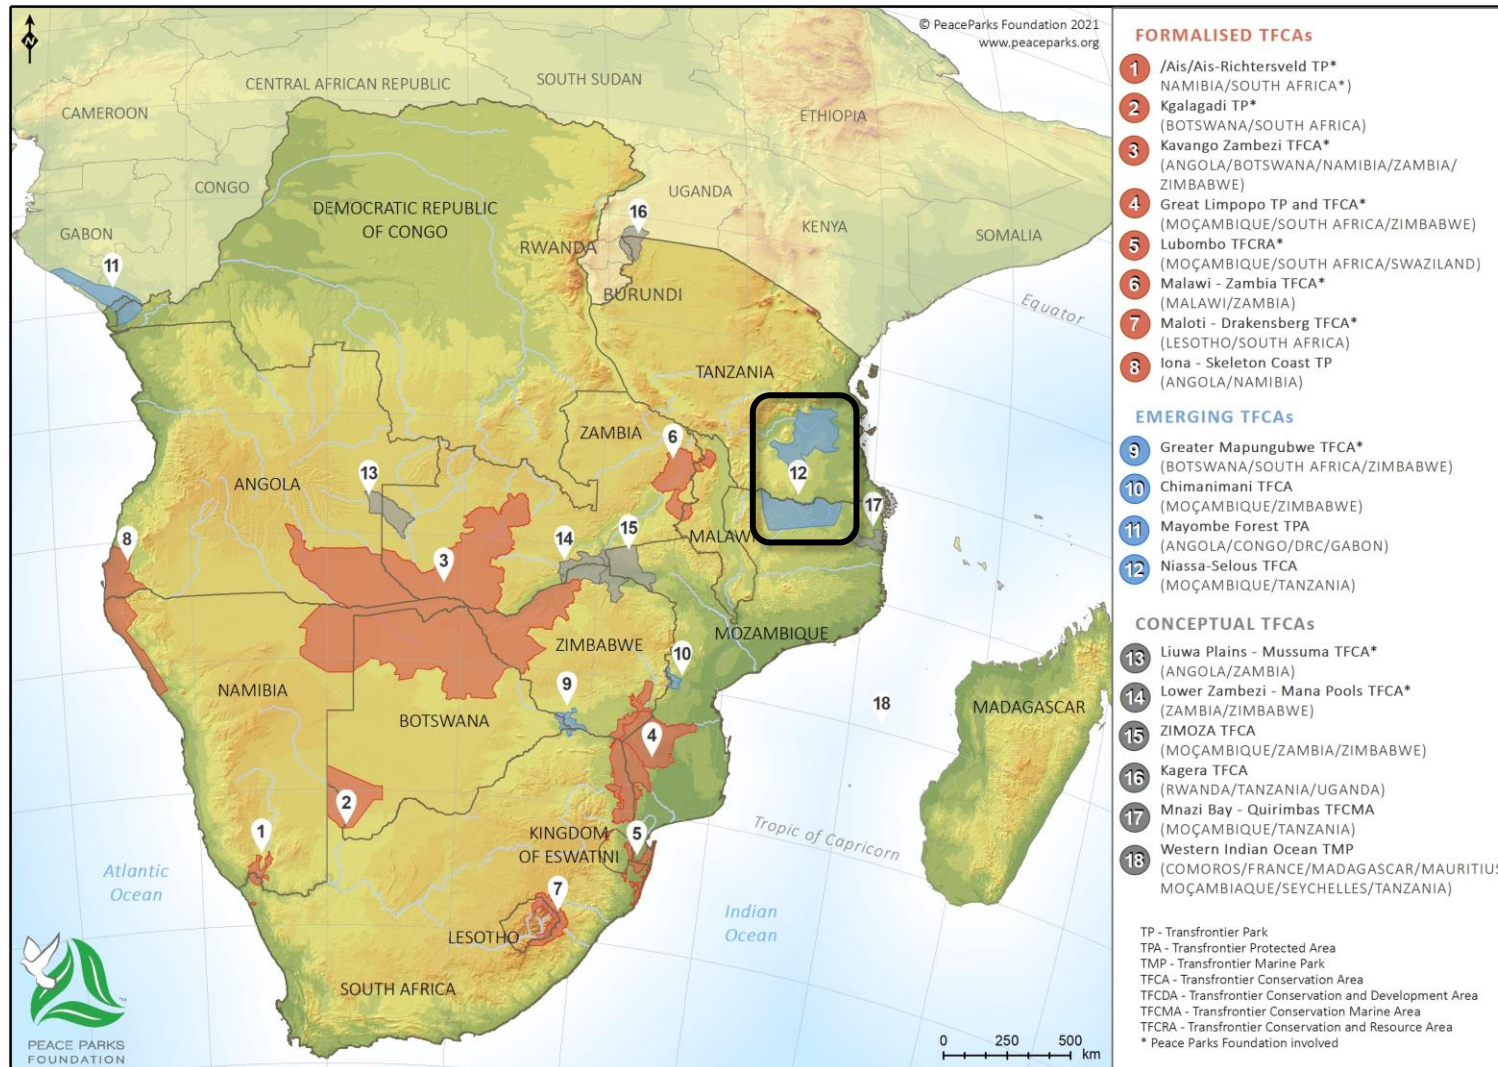 © PeaceParks Foundation 2021
www.peaceparks.org
N
CENTRAL AFRICAN REPUBLIC
SOUTH SUDAN
CAMEROON
ETHIOPIA
CONGO
UGANDA
DEMOCRATIC REPUBLIC
OF CONGO
16
GABON
KENYA
SOMALIA
RWANDA
11
BURUNDI
Equator
TANZANIA
ZAMBIA
6
13
12
ANGOLA
17
8
14
15
MALAWI
3
MOZAMBIQUE
ZIMBABWE
10
NAMIBIA
9
18
BOTSWANA
MADAGASCAR
4
2
1
KINGDOM
OF ESWATINI
5
Tropic of Capricorn
Atlantic
Ocean
7
Indian
Ocean
LESOTHO
SOUTH AFRICA
PEACE PARKS
FOUNDATION
™
0 250 500
km
FORMALISED TFCAs
1 /Ais/Ais-Richtersveld TP*
NAMIBIA/SOUTH AFRICA*)
2 Kgalagadi TP*
(BOTSWANA/SOUTH AFRICA)
3 Kavango Zambezi TFCA*
(ANGOLA/BOTSWANA/NAMIBIA/ZAMBIA/
ZIMBABWE)
4 Great Limpopo TP and TFCA*
(MOÇAMBIQUE/SOUTH AFRICA/ZIMBABWE)
5 Lubombo TFCRA*
(MOÇAMBIQUE/SOUTH AFRICA/SWAZILAND)
6 Malawi - Zambia TFCA*
(MALAWI/ZAMBIA)
7 Maloti - Drakensberg TFCA*
(LESOTHO/SOUTH AFRICA)
8 Iona - Skeleton Coast TP
(ANGOLA/NAMIBIA)
EMERGING TFCAs
9 Greater Mapungubwe TFCA*
(BOTSWANA/SOUTH AFRICA/ZIMBABWE)
10 Chimanimani TFCA
(MOÇAMBIQUE/ZIMBABWE)
11 Mayombe Forest TPA
(ANGOLA/CONGO/DRC/GABON)
12 Niassa-Selous TFCA
(MOÇAMBIQUE/TANZANIA)
CONCEPTUAL TFCAs
13 Liuwa Plains - Mussuma TFCA*
(ANGOLA/ZAMBIA)
14 Lower Zambezi - Mana Pools TFCA*
(ZAMBIA/ZIMBABWE)
15 ZIMOZA TFCA
(MOÇAMBIQUE/ZAMBIA/ZIMBABWE)
16 Kagera TFCA
(RWANDA/TANZANIA/UGANDA)
17 Mnazi Bay - Quirimbas TFCMA
(MOÇAMBIQUE/TANZANIA)
18 Western Indian Ocean TMP
(COMOROS/FRANCE/MADAGASCAR/MAURITIUS
MOÇAMBIAQUE/SEYCHELLES/TANZANIA)
TP - Transfrontier Park
TPA - Transfrontier Protected Area
TMP - Transfrontier Marine Park
TFCA - Transfrontier Conservation Area
TFCDA - Transfrontier Conservation and Development Area
TFCMA - Transfrontier Conservation Marine Area
TFCRA - Transfrontier Conservation and Resource Area
* Peace Parks Foundation involved